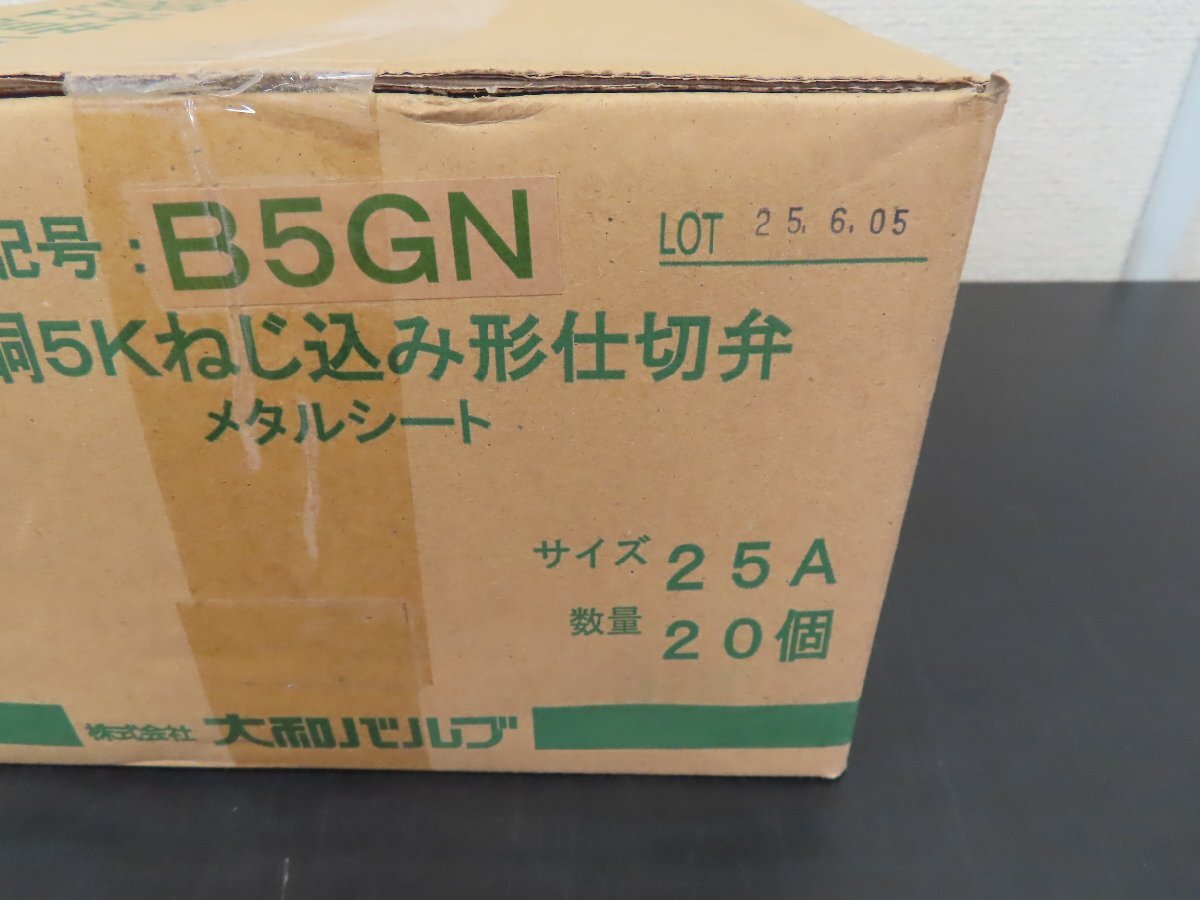 記号：B5GN
LOT 25.6.05
銅5Kねじ込み形仕切弁
メタルシート
サイズ 25A
数量 20個
株式会社 大和バルブ